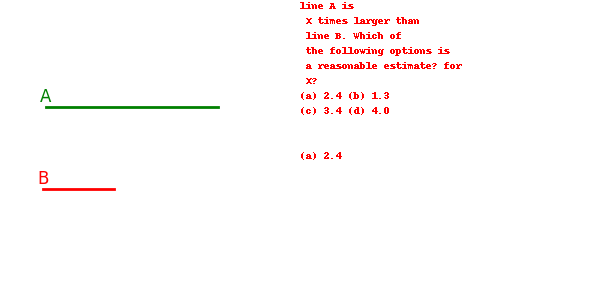 line A is
X times larger than
line B. Which of
the following options is
a reasonable estimate? for
X?
(a) 2.4 (b) 1.3
(c) 3.4 (d) 4.0
A
(a) 2.4
B